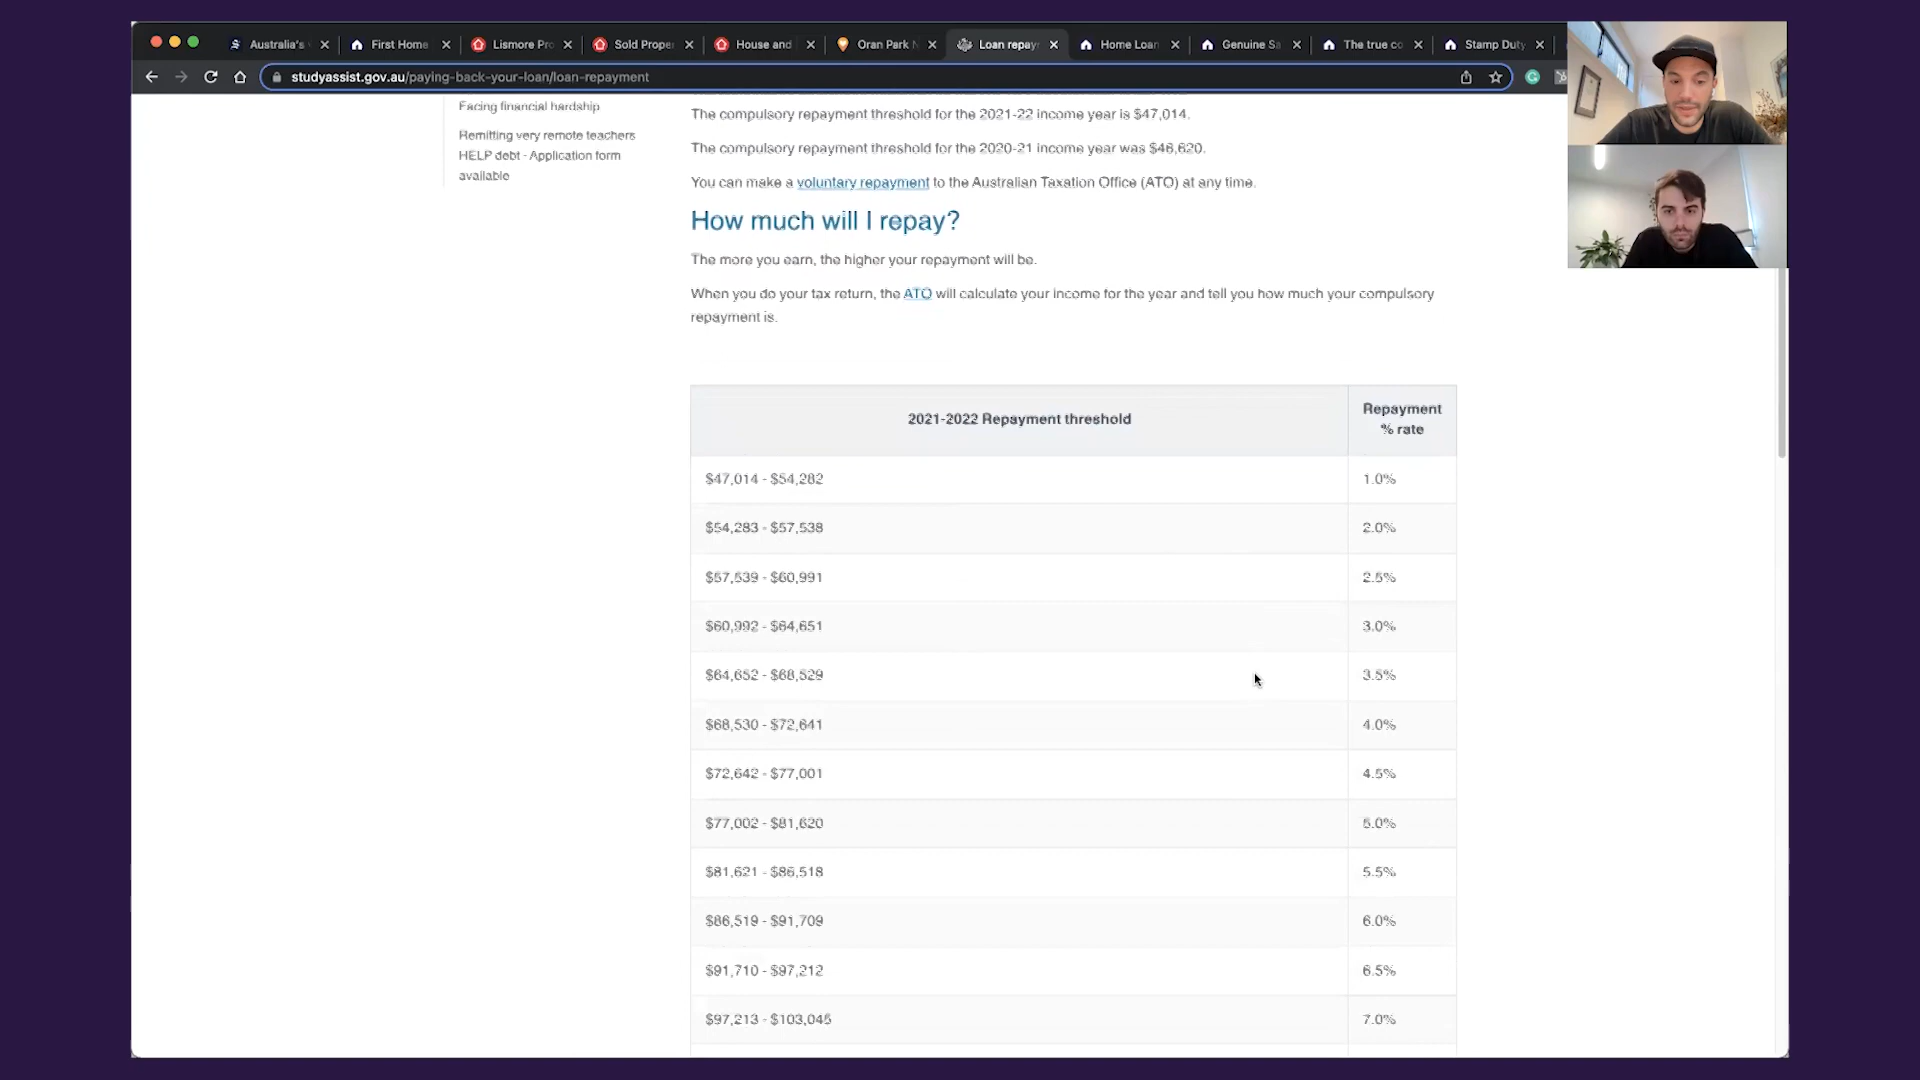 Australia's
First Home
Lismore Pro
Sold Proper
House and
Oran Park N
Loan repay
Home Loan
Genuine Sa
The true co
Stamp Duty
studyassist.gov.au/paying-back-your-loan/loan-repayment
Facing financial hardship
Remitting very remote teachers
HELP debt - Application form
available
The compulsory repayment threshold for the 2021-22 income year is $47,014.
The compulsory repayment threshold for the 2020-21 income year was $46,620.
You can make a voluntary repayment to the Australian Taxation Office (ATO) at any time.
How much will I repay?
The more you earn, the higher your repayment will be.
When you do your tax return, the ATO will calculate your income for the year and tell you how much your compulsory
repayment is.
2021-2022 Repayment threshold
Repayment
% rate
$47,014 - $54,282 1.0%
$54,283 - $57,538 2.0%
$57,539 - $60,991 2.5%
$60,992 - $64,651 3.0%
$64,652 - $68,529 3.5%
$68,530 - $72,641 4.0%
$72,642 - $77,001 4.5%
$77,002 - $81,620 5.0%
$81,621 - $86,518 5.5%
$86,519 - $91,709 6.0%
$91,710 - $97,212 6.5%
$97,213 - $103,045 7.0%